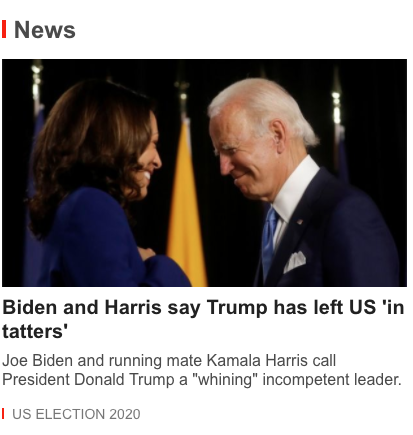 News
Biden and Harris say Trump has left US 'in
tatters'
Joe Biden and running mate Kamala Harris call
President Donald Trump a "whining" incompetent leader.
US ELECTION 2020